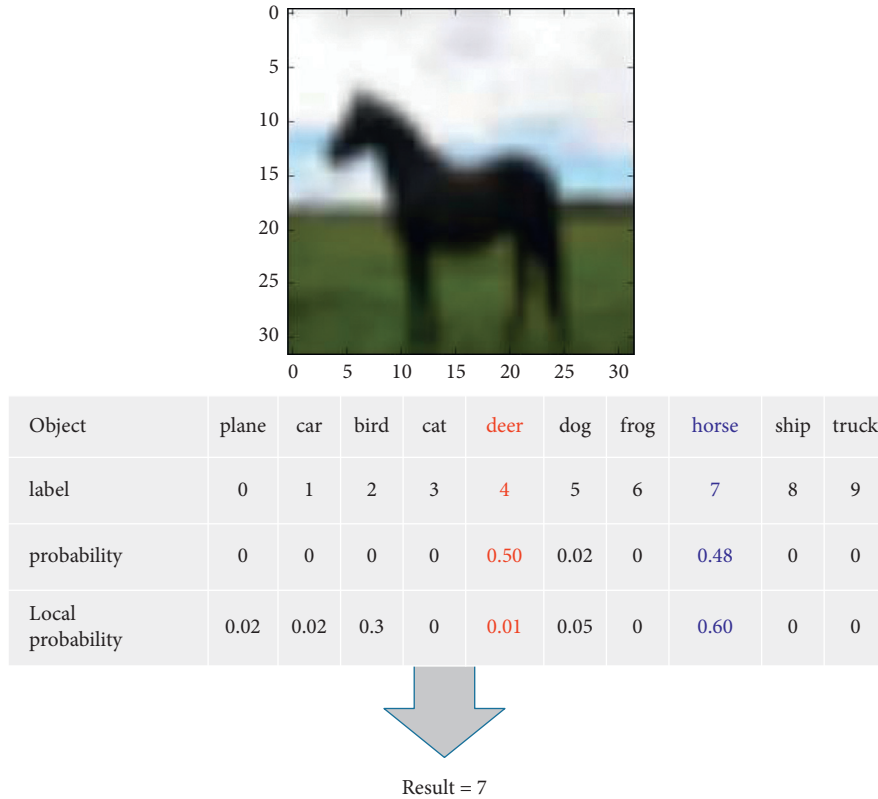 0
5
10
15
20
25
30
0 5 10 15 20 25 30
Object plane car bird cat deer dog frog horse ship truck
label 0 1 2 3 4 5 6 7 8 9
probability 0 0 0 0 0.50 0.02 0 0.48 0 0
Local
probability 0.02 0.02 0.3 0 0.01 0.05 0 0.60 0 0
Result = 7